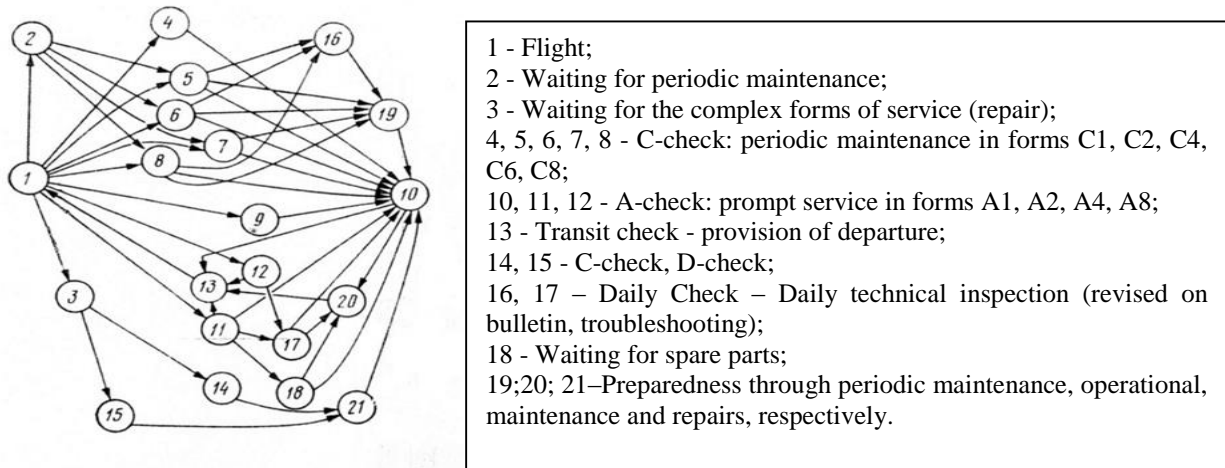 4
2
16
5
6
19
7
8
1
10
9
12
13
3
20
11
17
14
18
21
15
1 - Flight;
2 - Waiting for periodic maintenance;
3 - Waiting for the complex forms of service (repair);
4, 5, 6, 7, 8 - C-check: periodic maintenance in forms C1, C2, C4,
C6, C8;
10, 11, 12 - A-check: prompt service in forms A1, A2, A4, A8;
13 - Transit check - provision of departure;
14, 15 - C-check, D-check;
16, 17 – Daily Check – Daily technical inspection (revised on
bulletin, troubleshooting);
18 - Waiting for spare parts;
19;20; 21–Preparedness through periodic maintenance, operational,
maintenance and repairs, respectively.